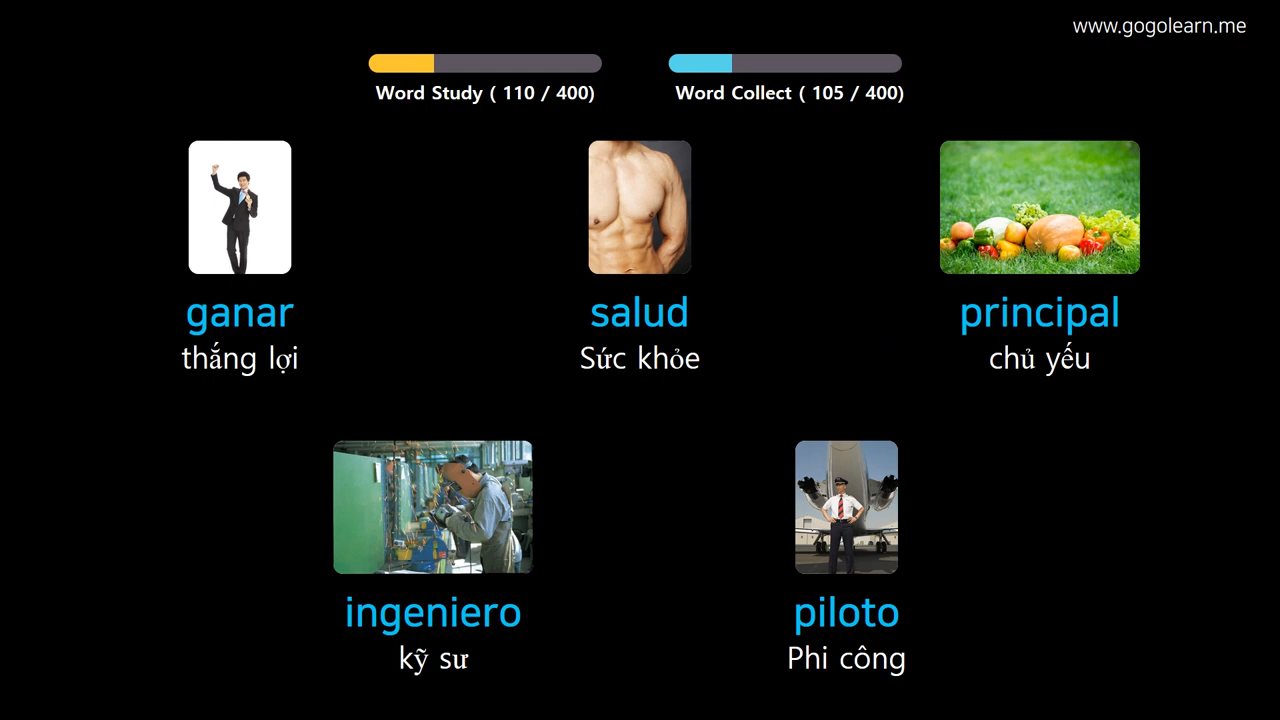 www.gogolearn.me
Word Study ( 110 / 400)
Word Collect ( 105 / 400)
ganar
thắng lợi
salud
Sức khỏe
principal
chủ yếu
ingeniero
kỹ sư
piloto
Phi công